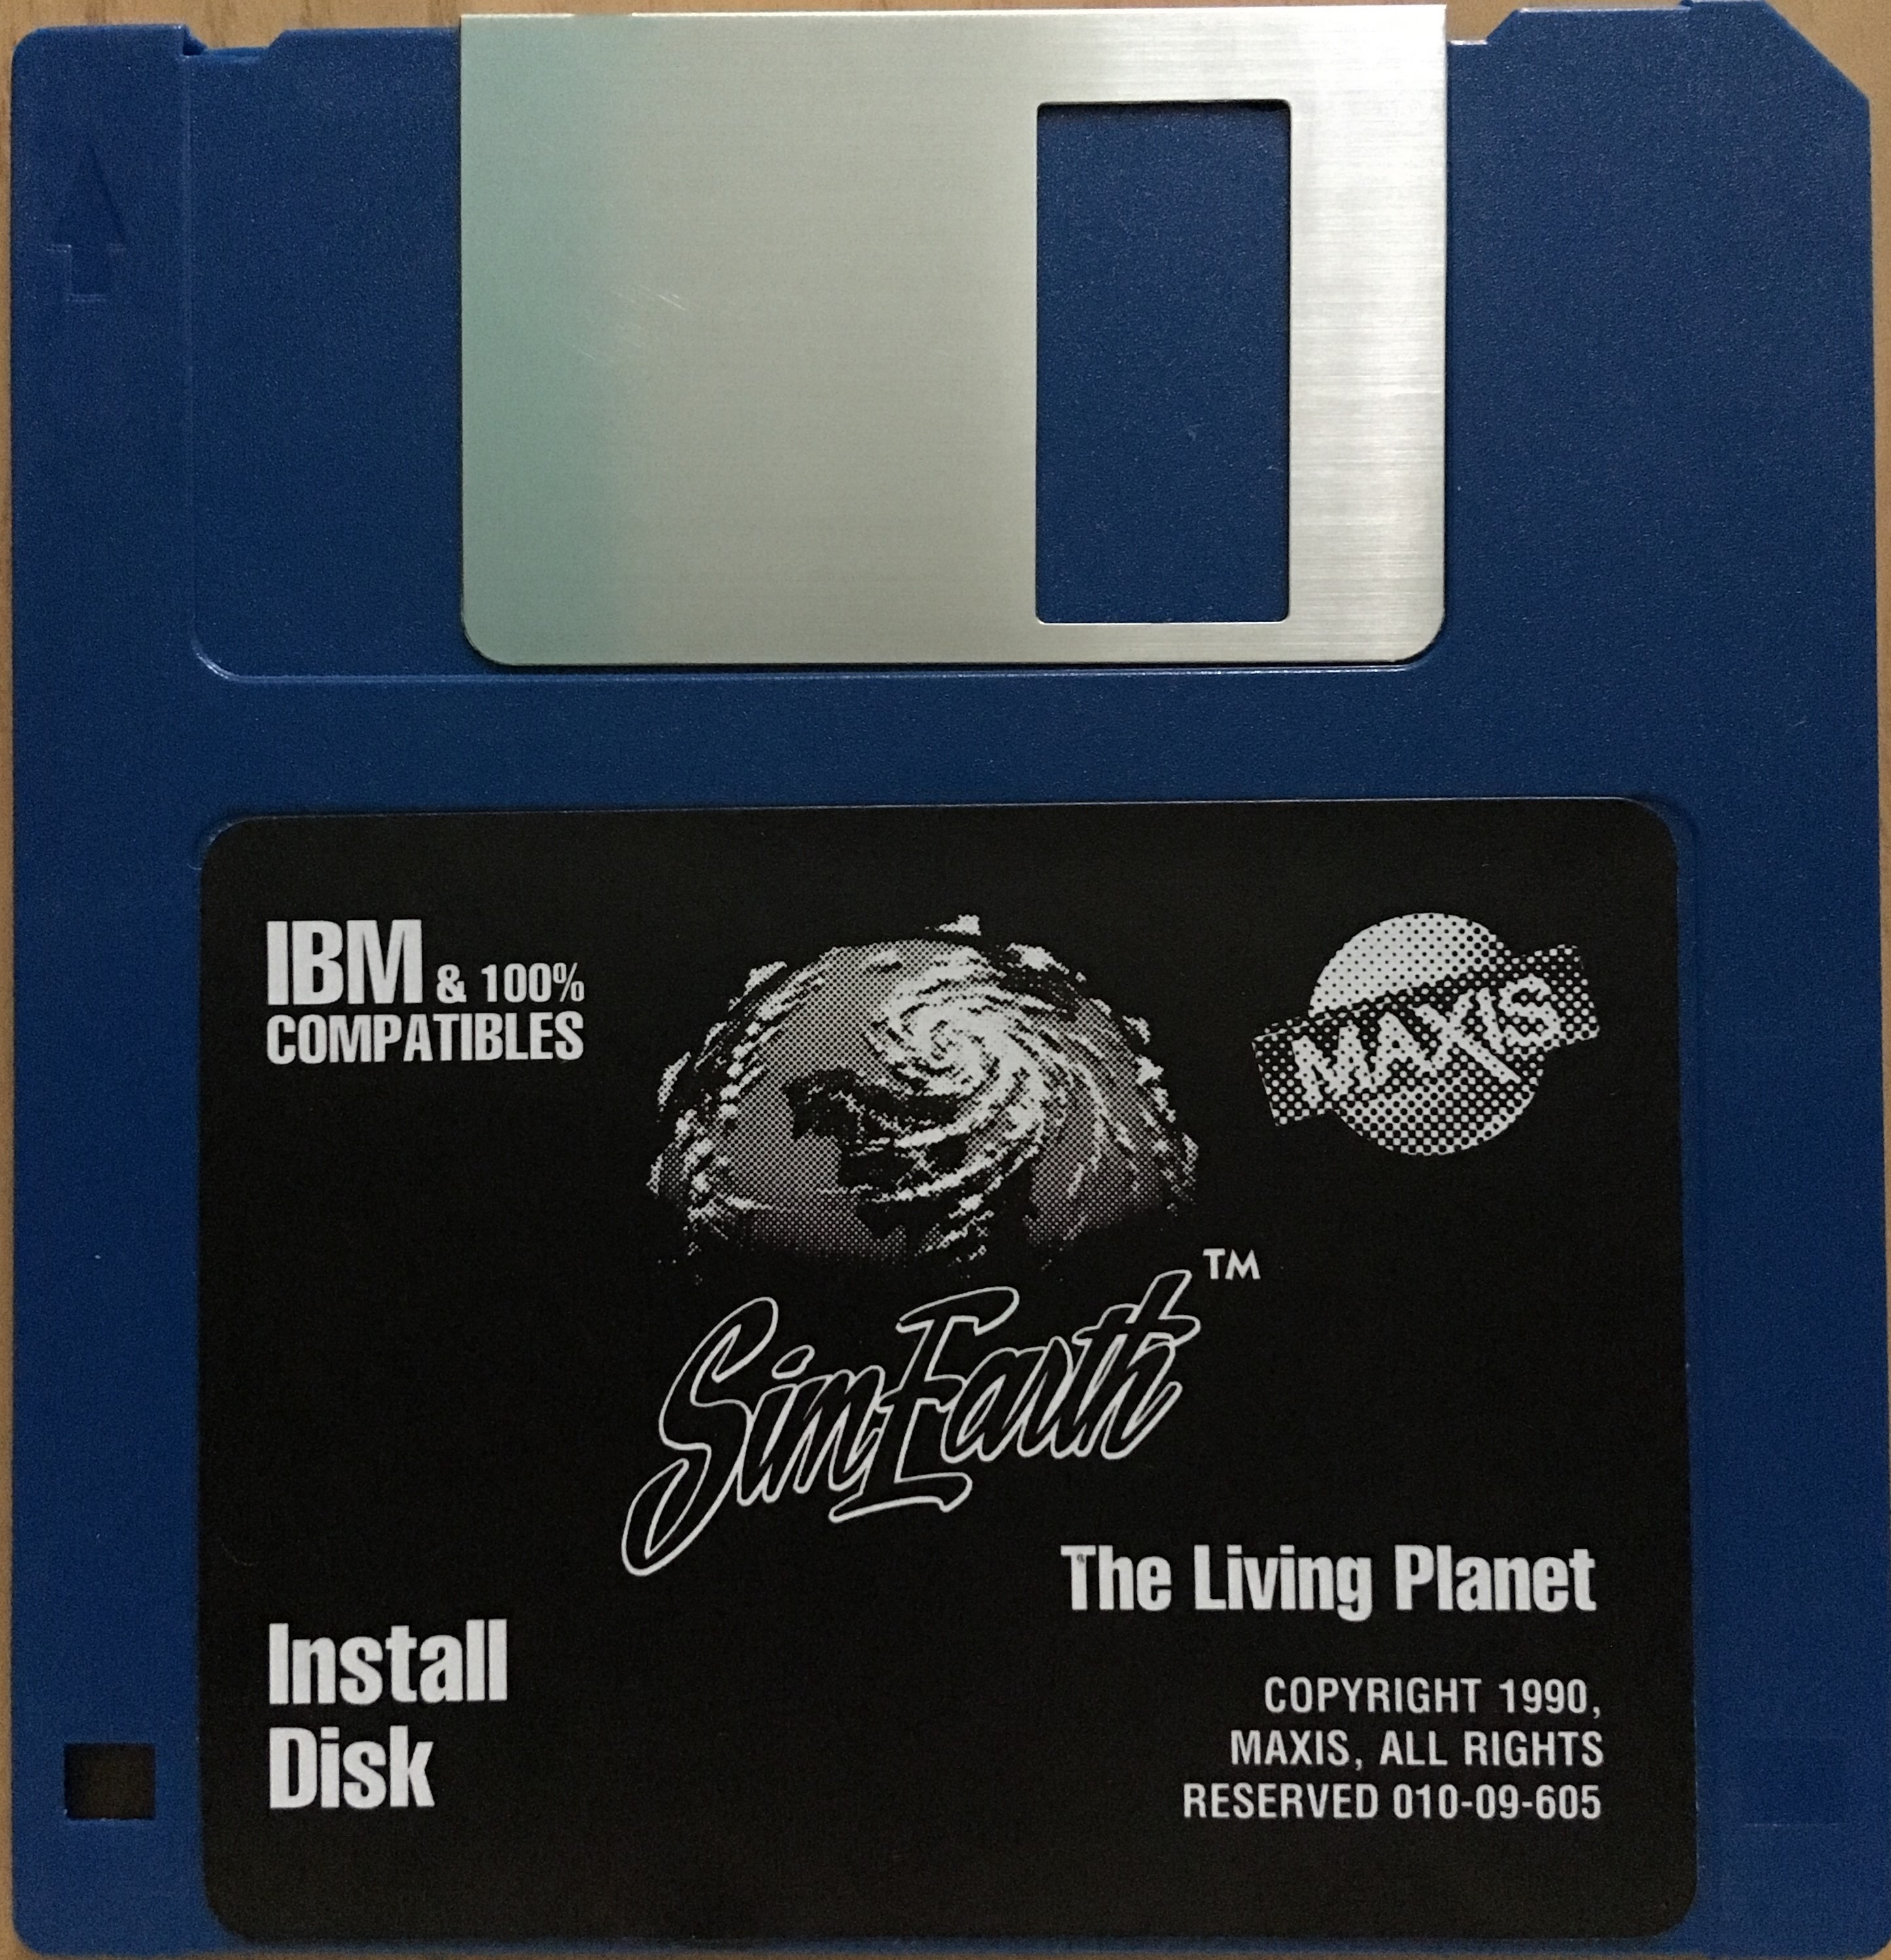 IBM & 100%
COMPATIBLES
MAXIS
SimEarth™
The Living Planet
Install
Disk
COPYRIGHT 1990,
MAXIS, ALL RIGHTS
RESERVED 010-09-605